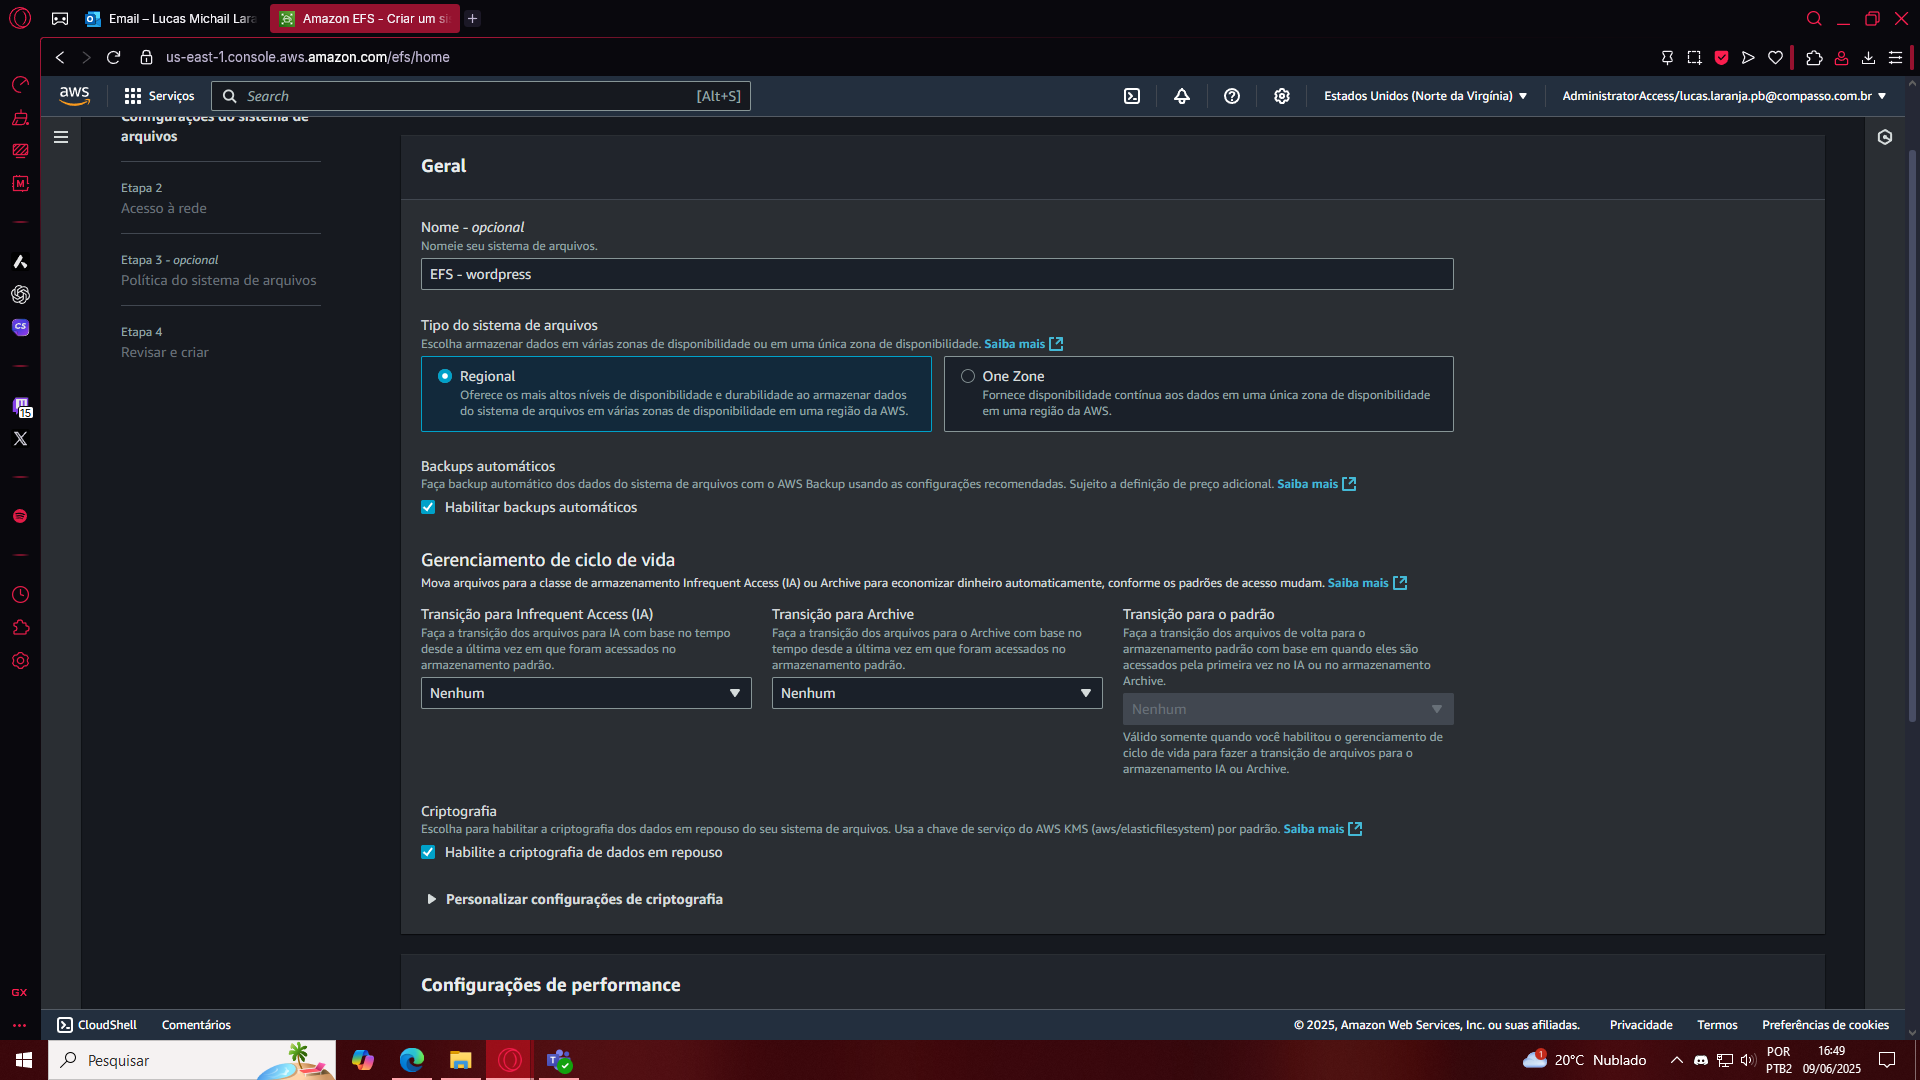 Email – Lucas Michail Lara
Amazon EFS - Criar um si
us-east-1.console.aws.amazon.com/efs/home
aws
Serviços
Search
[Alt+S]
Estados Unidos (Norte da Virgínia)
AdministratorAccess/lucas.laranja.pb@compasso.com.br
Configurações do sistema de
arquivos
Etapa 2
Acesso à rede
Etapa 3 - opcional
Política do sistema de arquivos
Etapa 4
Revisar e criar
Geral
Nome - opcional
Nomeie seu sistema de arquivos.
EFS - wordpress
Tipo do sistema de arquivos
Escolha armazenar dados em várias zonas de disponibilidade ou em uma única zona de disponibilidade. Saiba mais
Regional
Oferece os mais altos níveis de disponibilidade e durabilidade ao armazenar dados
do sistema de arquivos em várias zonas de disponibilidade em uma região da AWS.
One Zone
Fornece disponibilidade contínua aos dados em uma única zona de disponibilidade
em uma região da AWS.
Backups automáticos
Faça backup automático dos dados do sistema de arquivos com o AWS Backup usando as configurações recomendadas. Sujeito a definição de preço adicional. Saiba mais
Habilitar backups automáticos
Gerenciamento de ciclo de vida
Mova arquivos para a classe de armazenamento Infrequent Access (IA) ou Archive para economizar dinheiro automaticamente, conforme os padrões de acesso mudam. Saiba mais
Transição para Infrequent Access (IA)
Faça a transição dos arquivos para IA com base no tempo
desde a última vez em que foram acessados no
armazenamento padrão.
Nenhum
Transição para Archive
Faça a transição dos arquivos para o Archive com base no
tempo desde a última vez em que foram acessados no
armazenamento padrão.
Nenhum
Transição para o padrão
Faça a transição dos arquivos de volta para o
armazenamento padrão com base em quando eles são
acessados pela primeira vez no IA ou no armazenamento
Archive.
Nenhum
Válido somente quando você habilitou o gerenciamento de
ciclo de vida para fazer a transição de arquivos para o
armazenamento IA ou Archive.
Criptografia
Escolha para habilitar a criptografia dos dados em repouso do seu sistema de arquivos. Usa a chave de serviço do AWS KMS (aws/elasticfilesystem) por padrão. Saiba mais
Habilite a criptografia de dados em repouso
Personalizar configurações de criptografia
Configurações de performance
M
CS
15
GX
CloudShell
Comentários
© 2025, Amazon Web Services, Inc. ou suas afiliadas.
Privacidade
Termos
Preferências de cookies
Pesquisar
1
20°C Nublado
POR
PTB2
16:49
09/06/2025